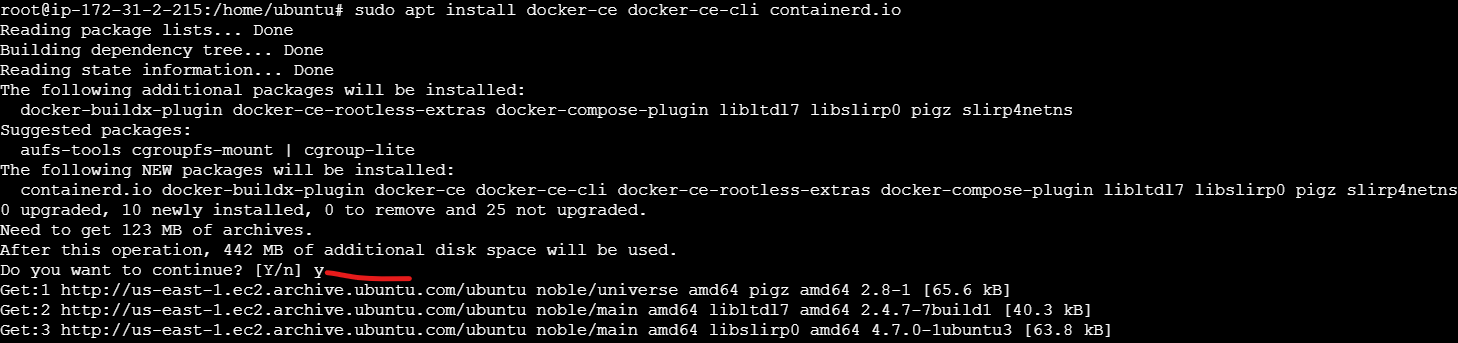 root@ip-172-31-2-215:/home/ubuntu# sudo apt install docker-ce docker-ce-cli containerd.io
Reading package lists... Done
Building dependency tree... Done
Reading state information... Done
The following additional packages will be installed:
  docker-buildx-plugin docker-ce-rootless-extras docker-compose-plugin libltdl7 libslirp0 pigz slirp4netns
Suggested packages:
  aufs-tools cgroupfs-mount | cgroup-lite
The following NEW packages will be installed:
  containerd.io docker-buildx-plugin docker-ce docker-ce-cli docker-ce-rootless-extras docker-compose-plugin libltdl7 libslirp0 pigz slirp4netns
0 upgraded, 10 newly installed, 0 to remove and 25 not upgraded.
Need to get 123 MB of archives.
After this operation, 442 MB of additional disk space will be used.
Do you want to continue? [Y/n] y
Get:1 http://us-east-1.ec2.archive.ubuntu.com/ubuntu noble/universe amd64 pigz amd64 2.8-1 [65.6 kB]
Get:2 http://us-east-1.ec2.archive.ubuntu.com/ubuntu noble/main amd64 libltdl7 amd64 2.4.7-7build1 [40.3 kB]
Get:3 http://us-east-1.ec2.archive.ubuntu.com/ubuntu noble/main amd64 libslirp0 amd64 4.7.0-1ubuntu3 [63.8 kB]